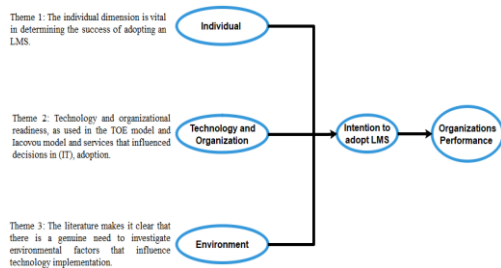 Theme 1: The individual dimension is vital
in determining the success of adopting an
LMS.
Individual
Theme 2: Technology and organizational
readiness, as used in the TOE model and
Iacovou model and services that influenced
decisions in (IT), adoption.
Technology and
Organization
Intention to
adopt LMS
Organizations
Performance
Theme 3: The literature makes it clear that
there is a genuine need to investigate
environmental factors that influence
technology implementation.
Environment